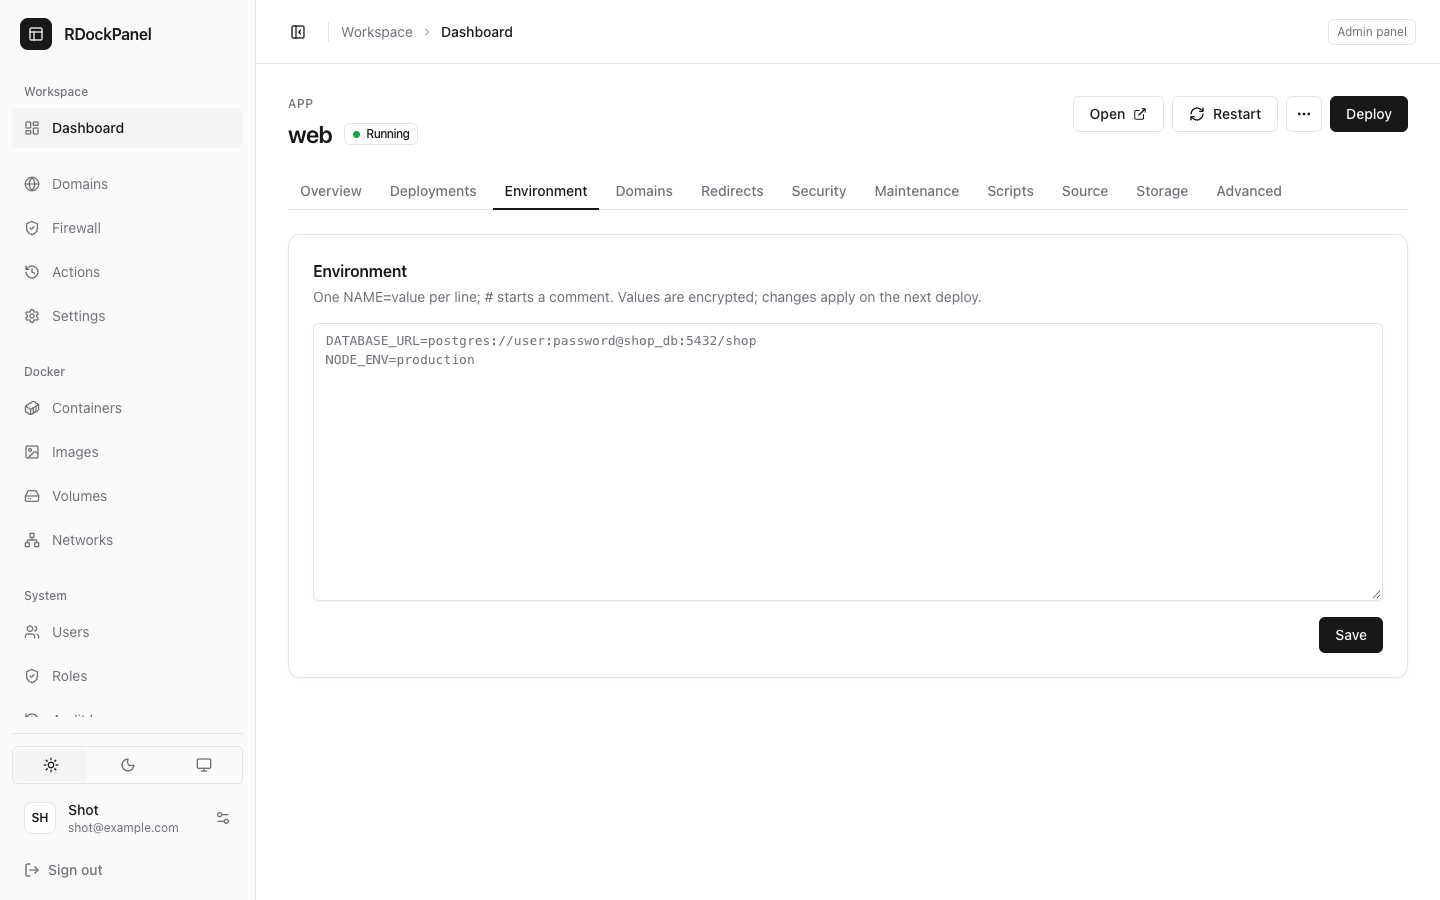 RDockPanel
Workspace
Dashboard
Domains
Firewall
Actions
Settings
Docker
Containers
Images
Volumes
Networks
System
Users
Roles
SH
Shot
shot@example.com
Sign out
Workspace > Dashboard
Admin panel
APP
web
Running
Open
Restart
Deploy
Overview Deployments Environment Domains Redirects Security Maintenance Scripts Source Storage Advanced
Environment
One NAME=value per line; # starts a comment. Values are encrypted; changes apply on the next deploy.
DATABASE_URL=postgres://user:password@shop_db:5432/shop
NODE_ENV=production
Save